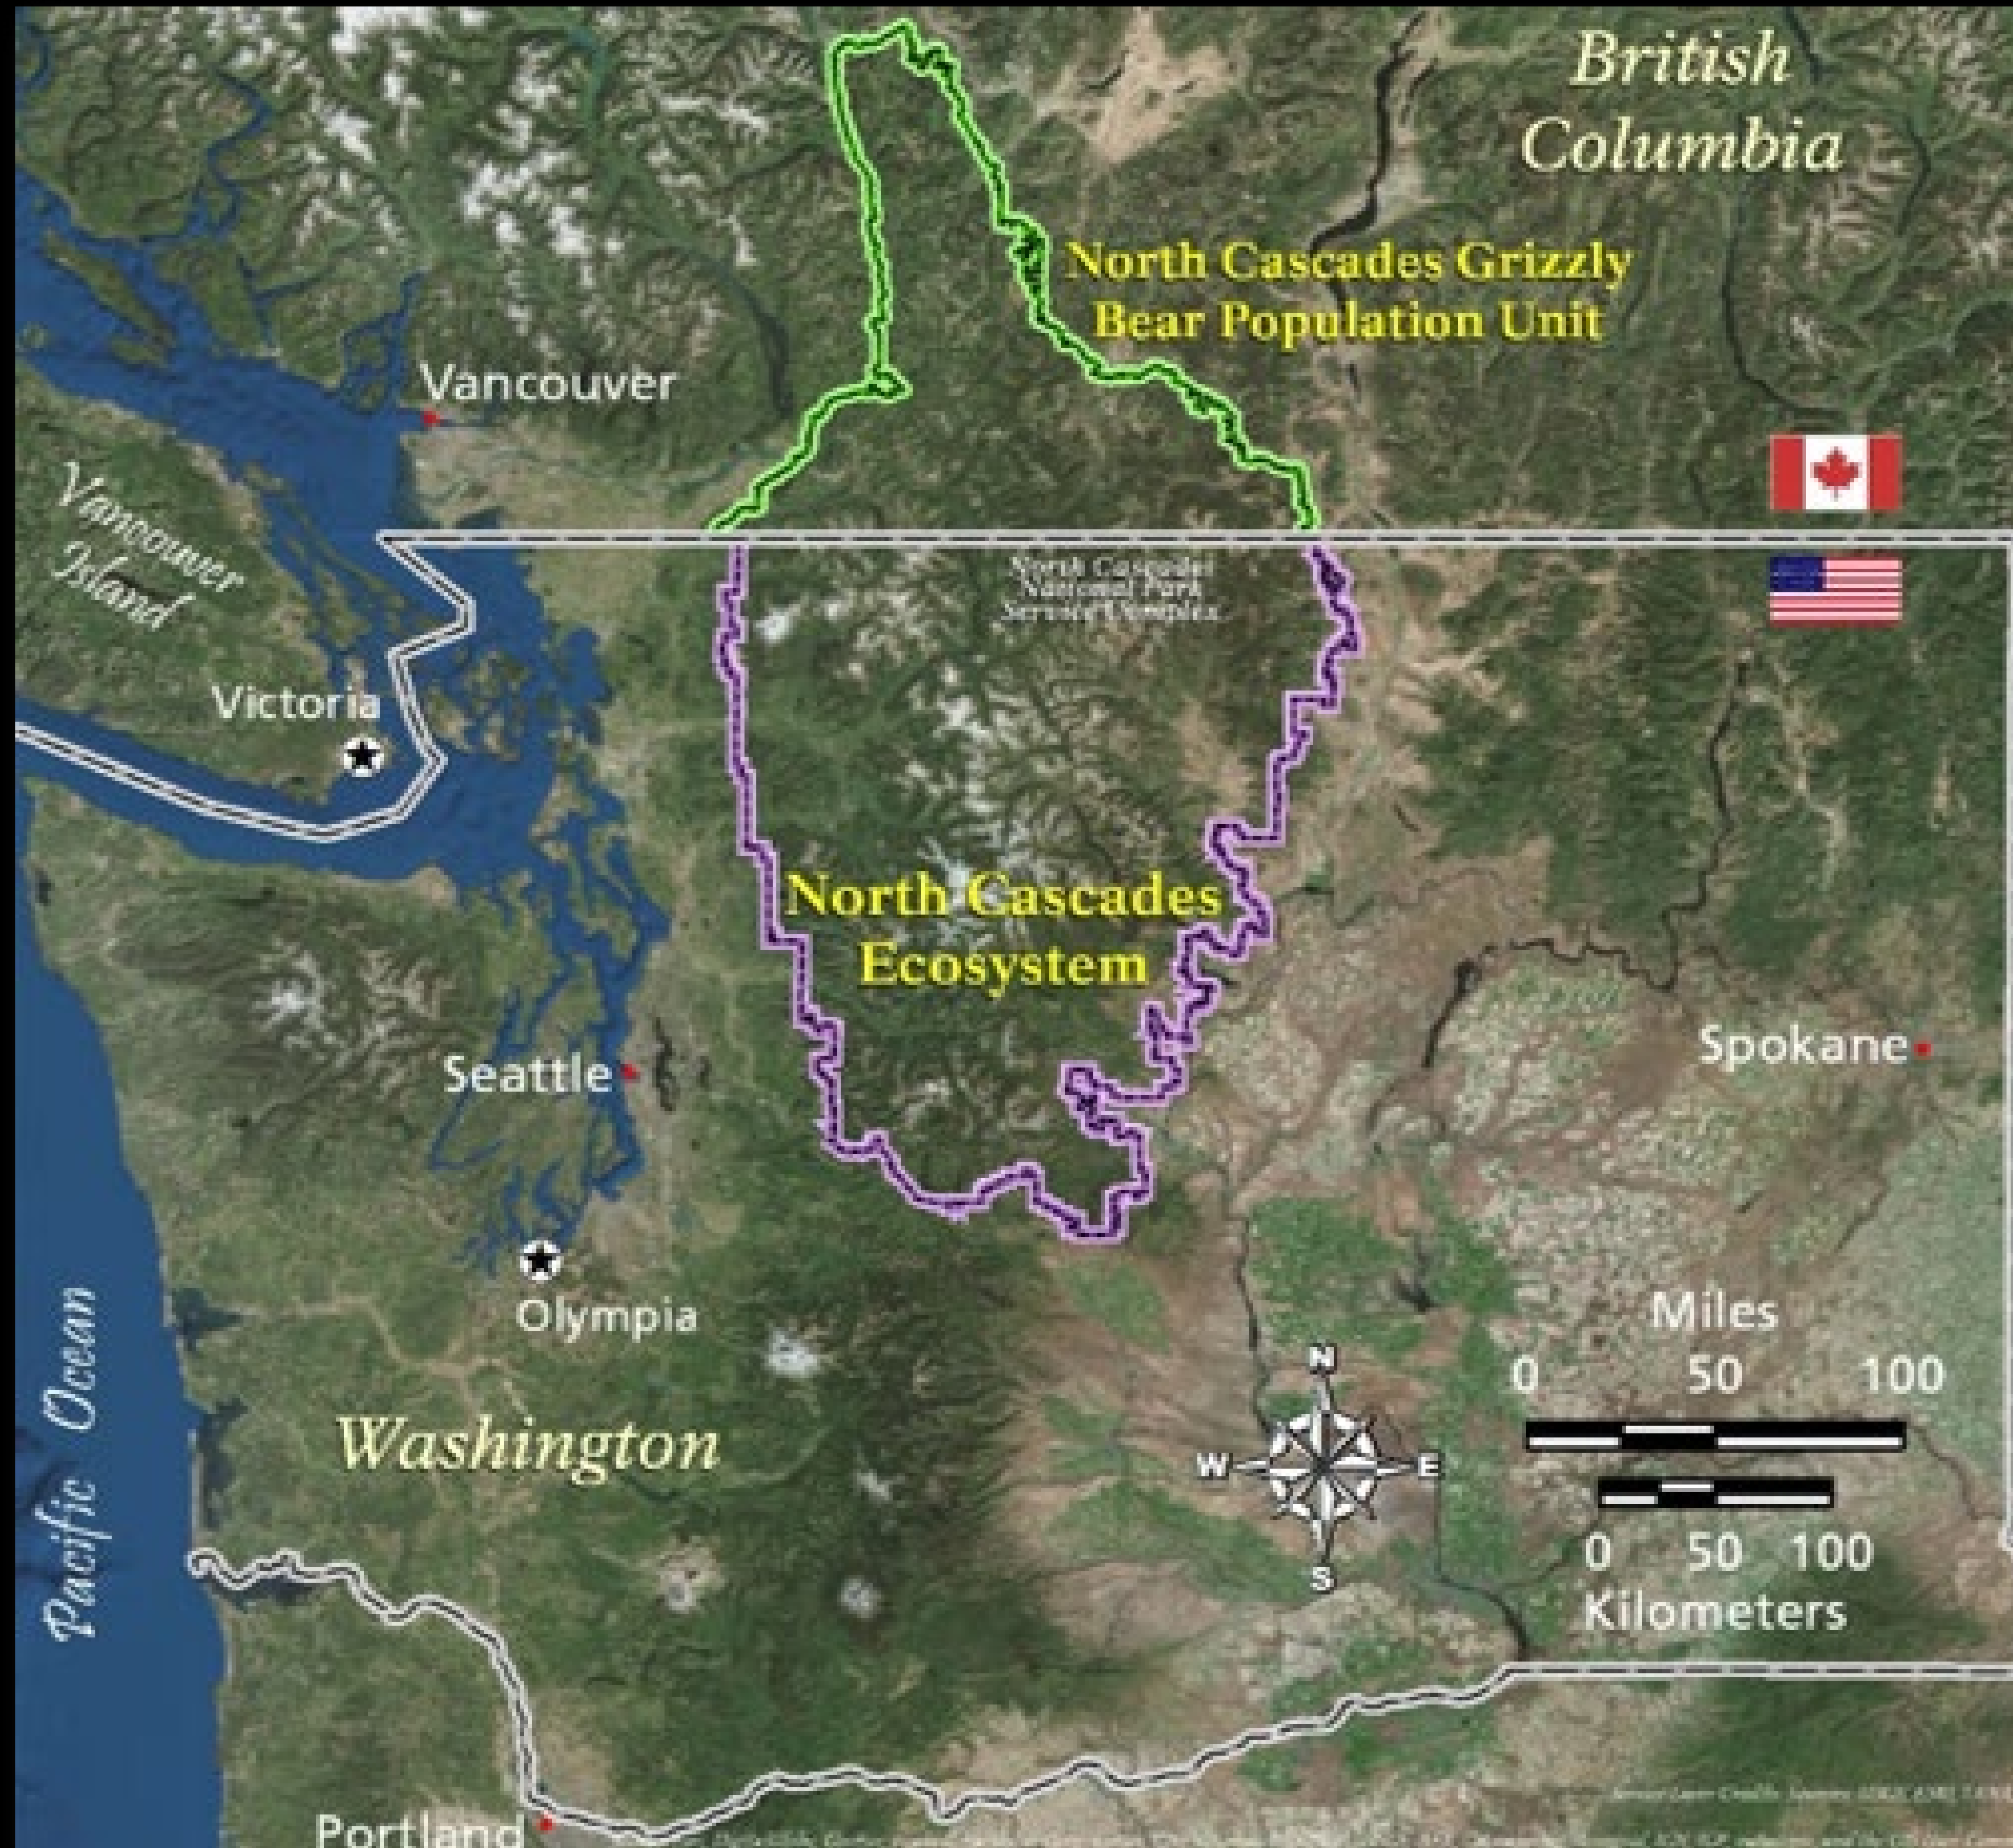 British
Columbia
North Cascades Grizzly
Bear Population Unit
Vancouver
Vancouver
Island
North Cascades
National Park
Service Complex
Victoria
North Cascades
Ecosystem
Seattle
Spokane
Olympia
Miles
0 50 100
N
W E
S
0 50 100
Kilometers
Washington
Pacific Ocean
Portland